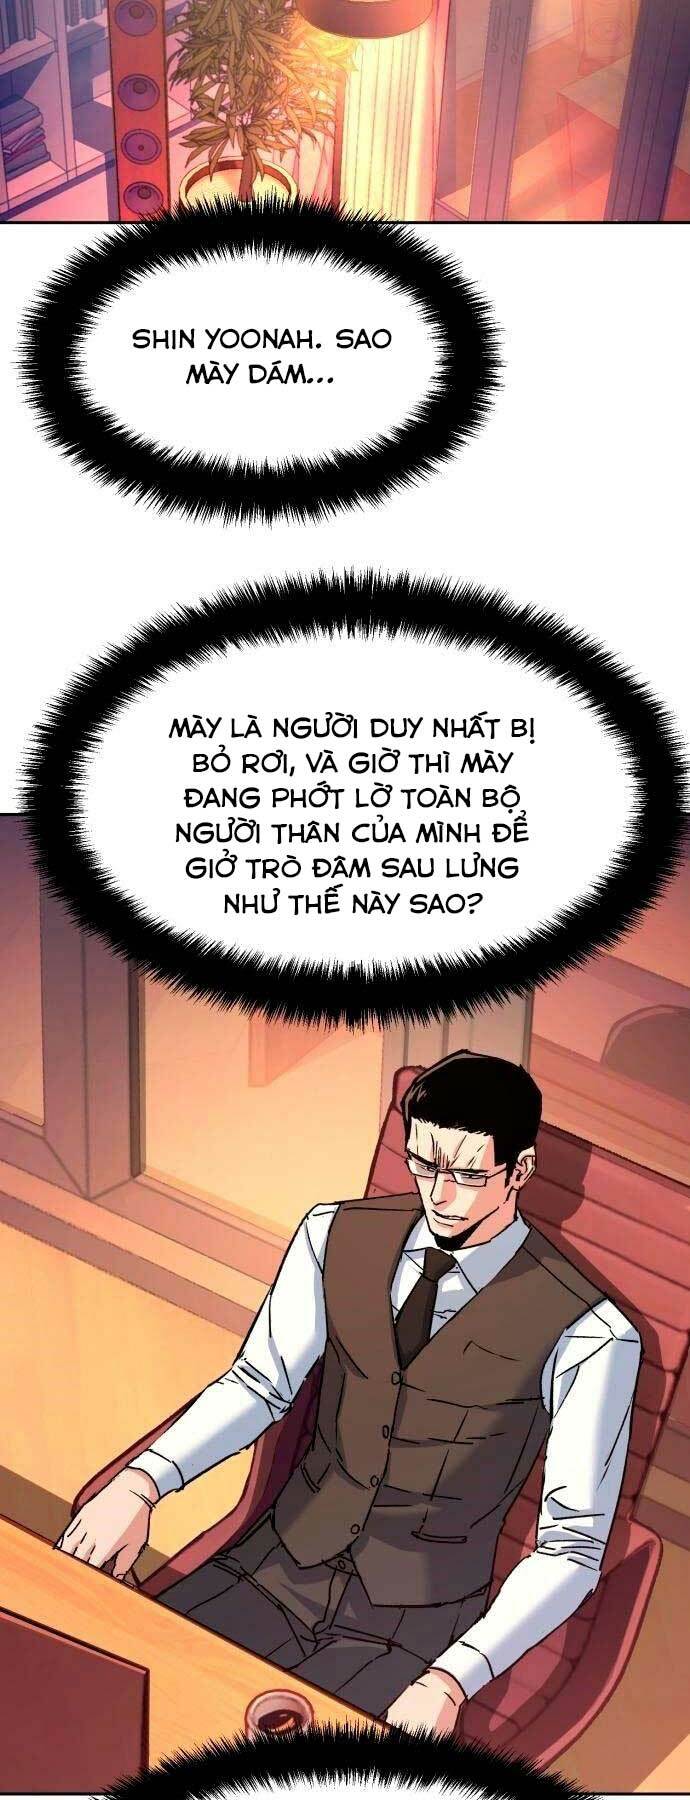 SHIN YOONAH. SAO
MÀY DÁM...
MÀY LÀ NGƯỜI DUY NHẤT BỊ
BỎ RƠI, VÀ GIỜ THÌ MÀY
ĐANG PHỚT LỜ TOÀN BỘ
NGƯỜI THÂN CỦA MÌNH ĐỂ
GIỞ TRÒ ĐÂM SAU LƯNG
NHƯ THẾ NÀY SAO?